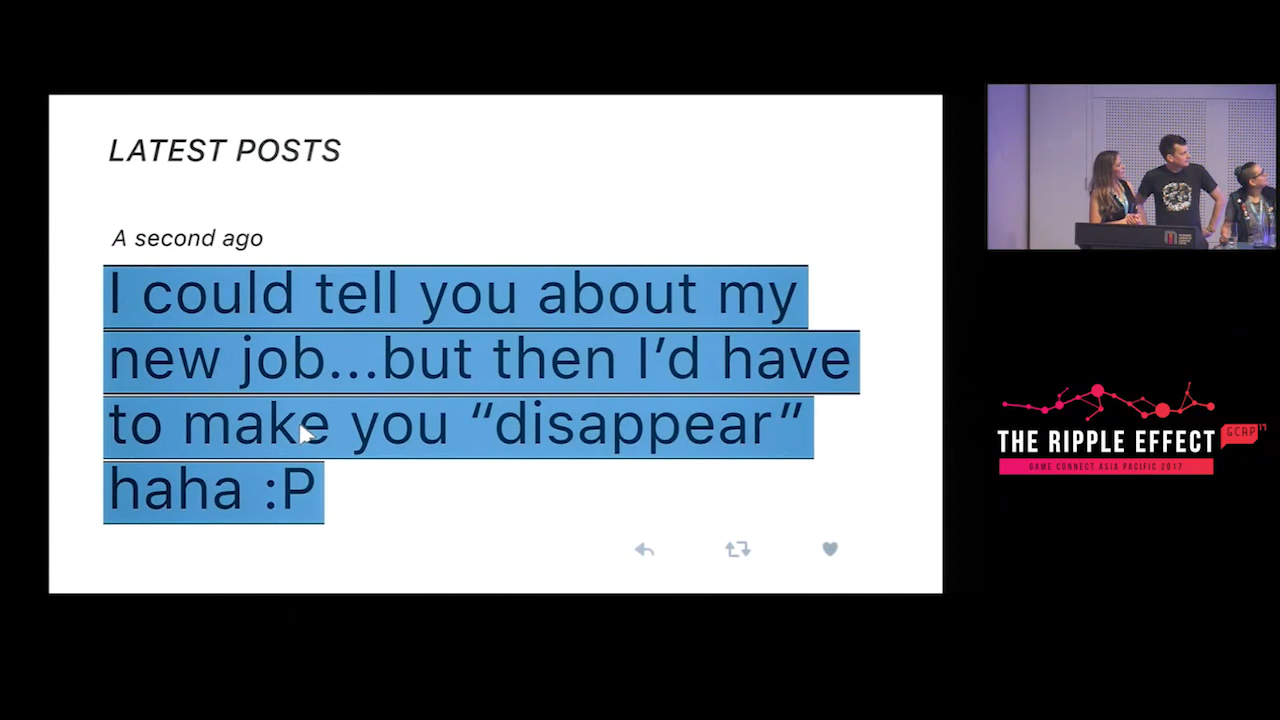 LATEST POSTS
A second ago
I could tell you about my
new job...but then I’d have
to make you “disappear”
haha :P
THE RIPPLE EFFECT
GCAP17
GAME CONNECT ASIA PACIFIC 2017